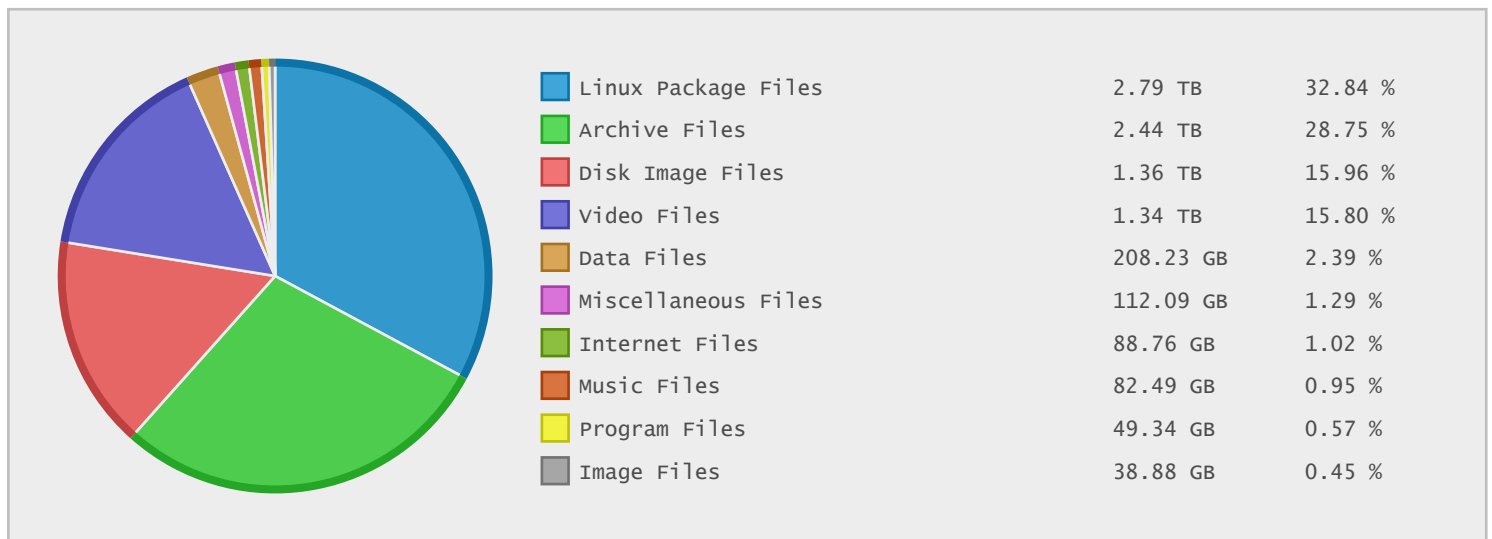 Linux Package Files 2.79 TB 32.84 %
Archive Files 2.44 TB 28.75 %
Disk Image Files 1.36 TB 15.96 %
Video Files 1.34 TB 15.80 %
Data Files 208.23 GB 2.39 %
Miscellaneous Files 112.09 GB 1.29 %
Internet Files 88.76 GB 1.02 %
Music Files 82.49 GB 0.95 %
Program Files 49.34 GB 0.57 %
Image Files 38.88 GB 0.45 %